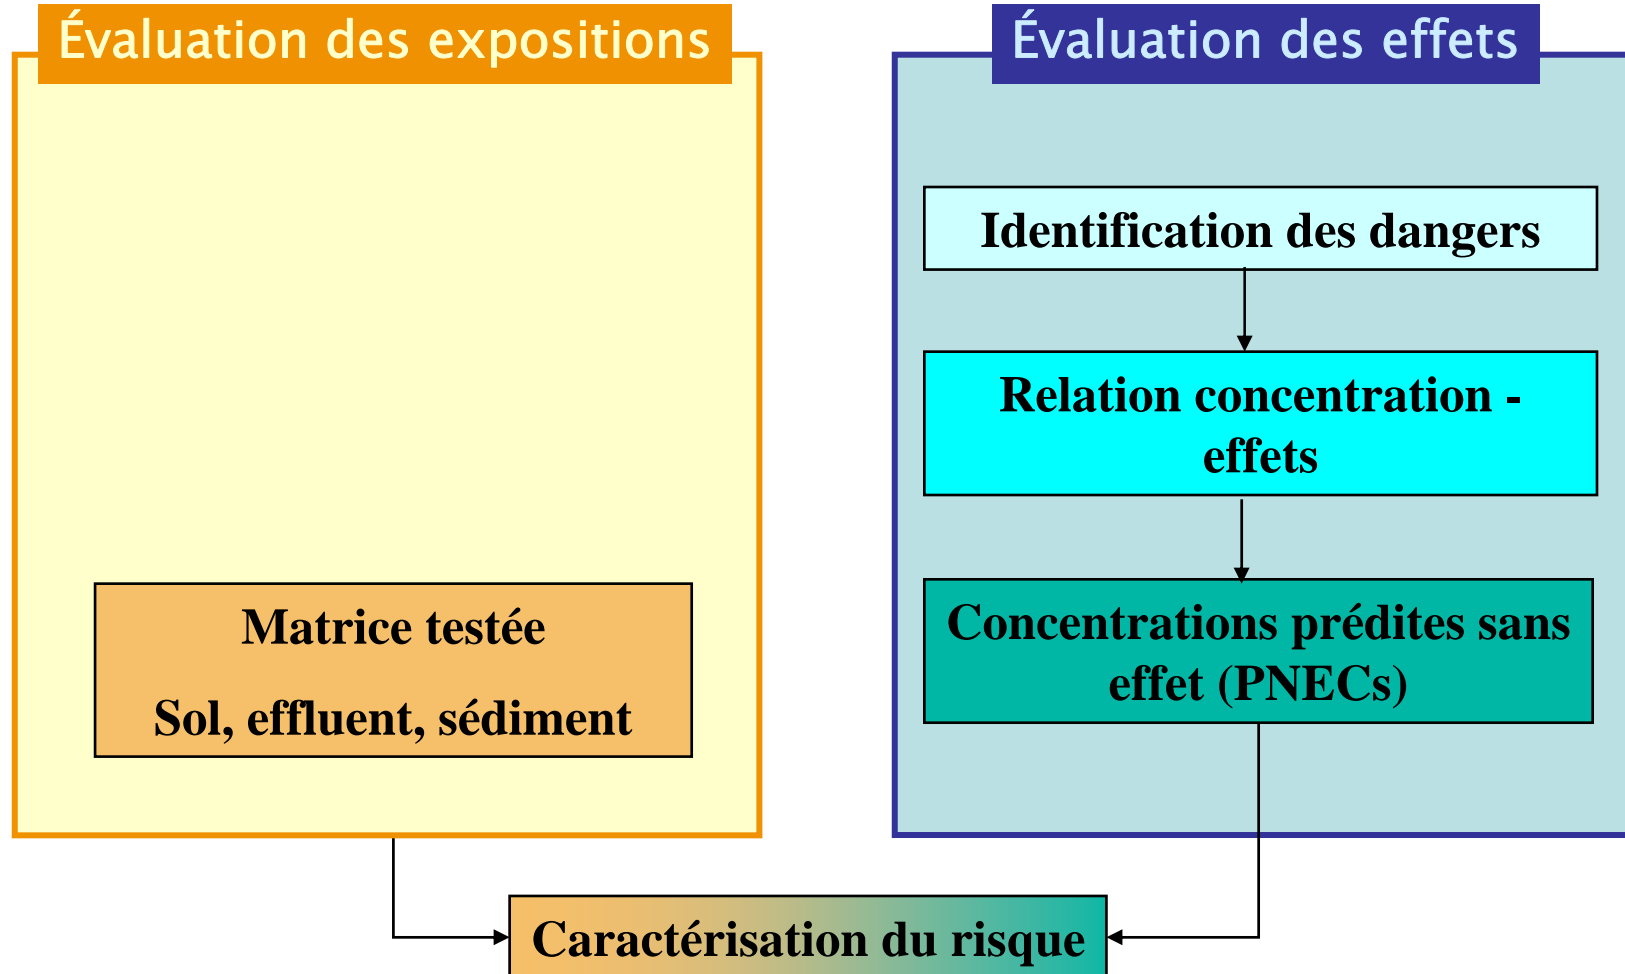 Évaluation des expositions
Matrice testée
Sol, effluent, sédiment
Évaluation des effets
Identification des dangers
Relation concentration -
effets
Concentrations prédites sans
effet (PNECs)
Caractérisation du risque